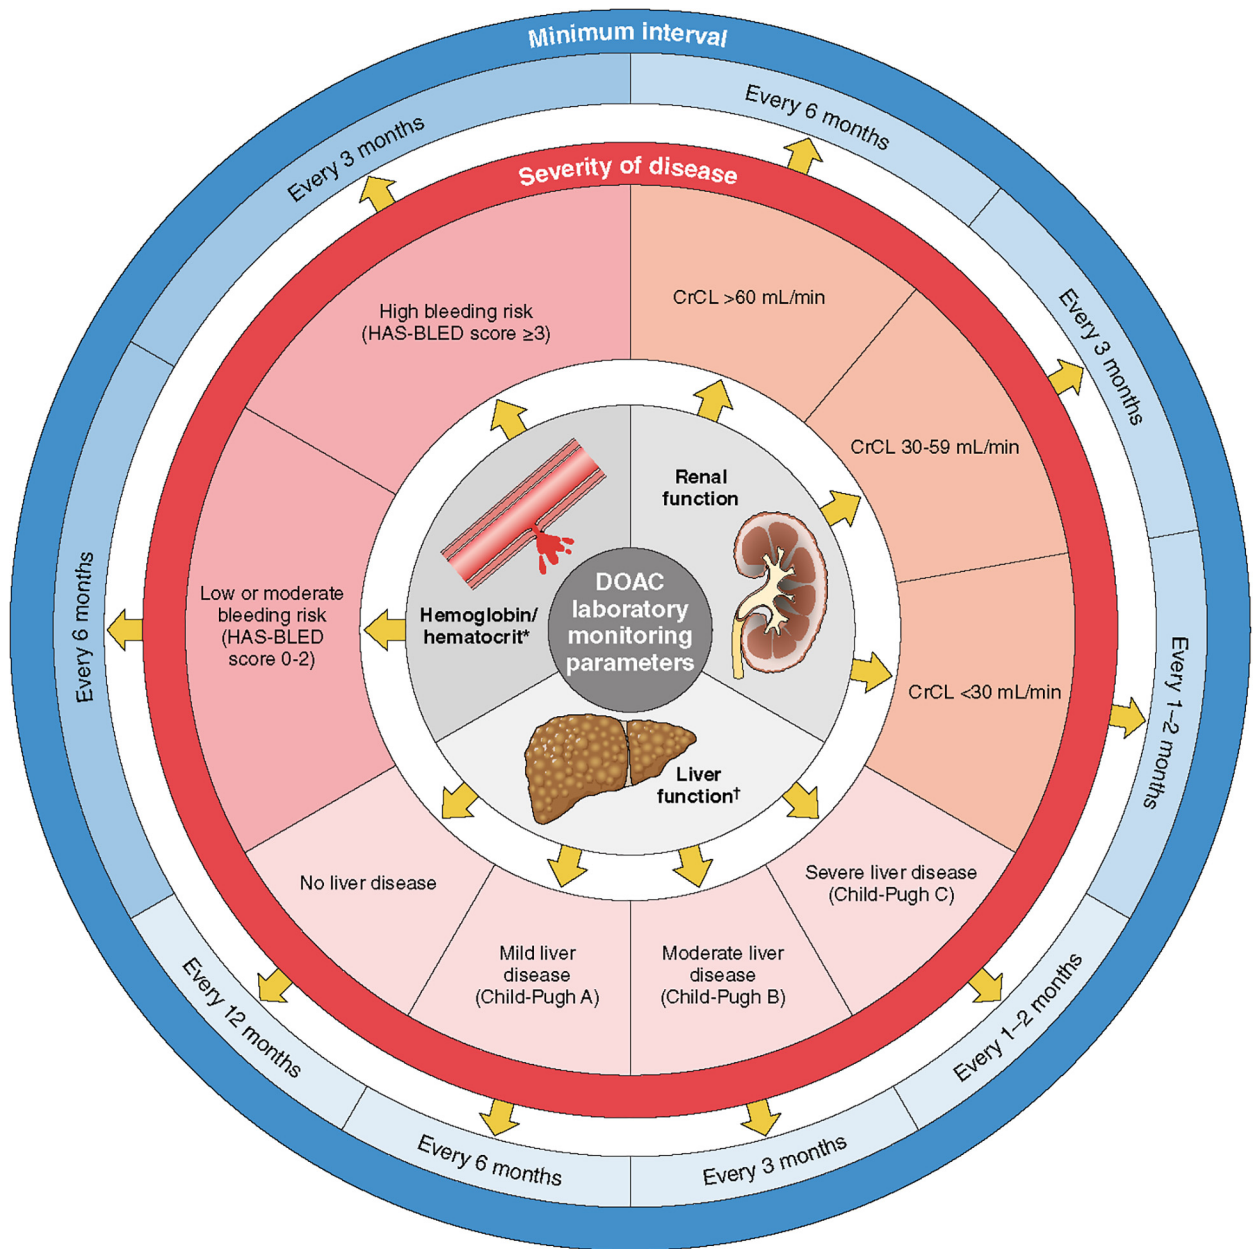 Minimum interval
Every 3 months
Every 6 months
Severity of disease
High bleeding risk
(HAS-BLED score ≥3)
CrCL >60 mL/min
Every 3 months
CrCL 30-59 mL/min
Renal
function
Every 6 months
Low or moderate
bleeding risk
(HAS-BLED
score 0-2)
Hemoglobin/
hematocrit*
DOAC
laboratory
monitoring
parameters
CrCL <30 mL/min
Every 1–2 months
Liver
function†
No liver disease
Mild liver
disease
(Child-Pugh A)
Moderate liver
disease
(Child-Pugh B)
Severe liver disease
(Child-Pugh C)
Every 12 months
Every 6 months
Every 3 months
Every 1–2 months